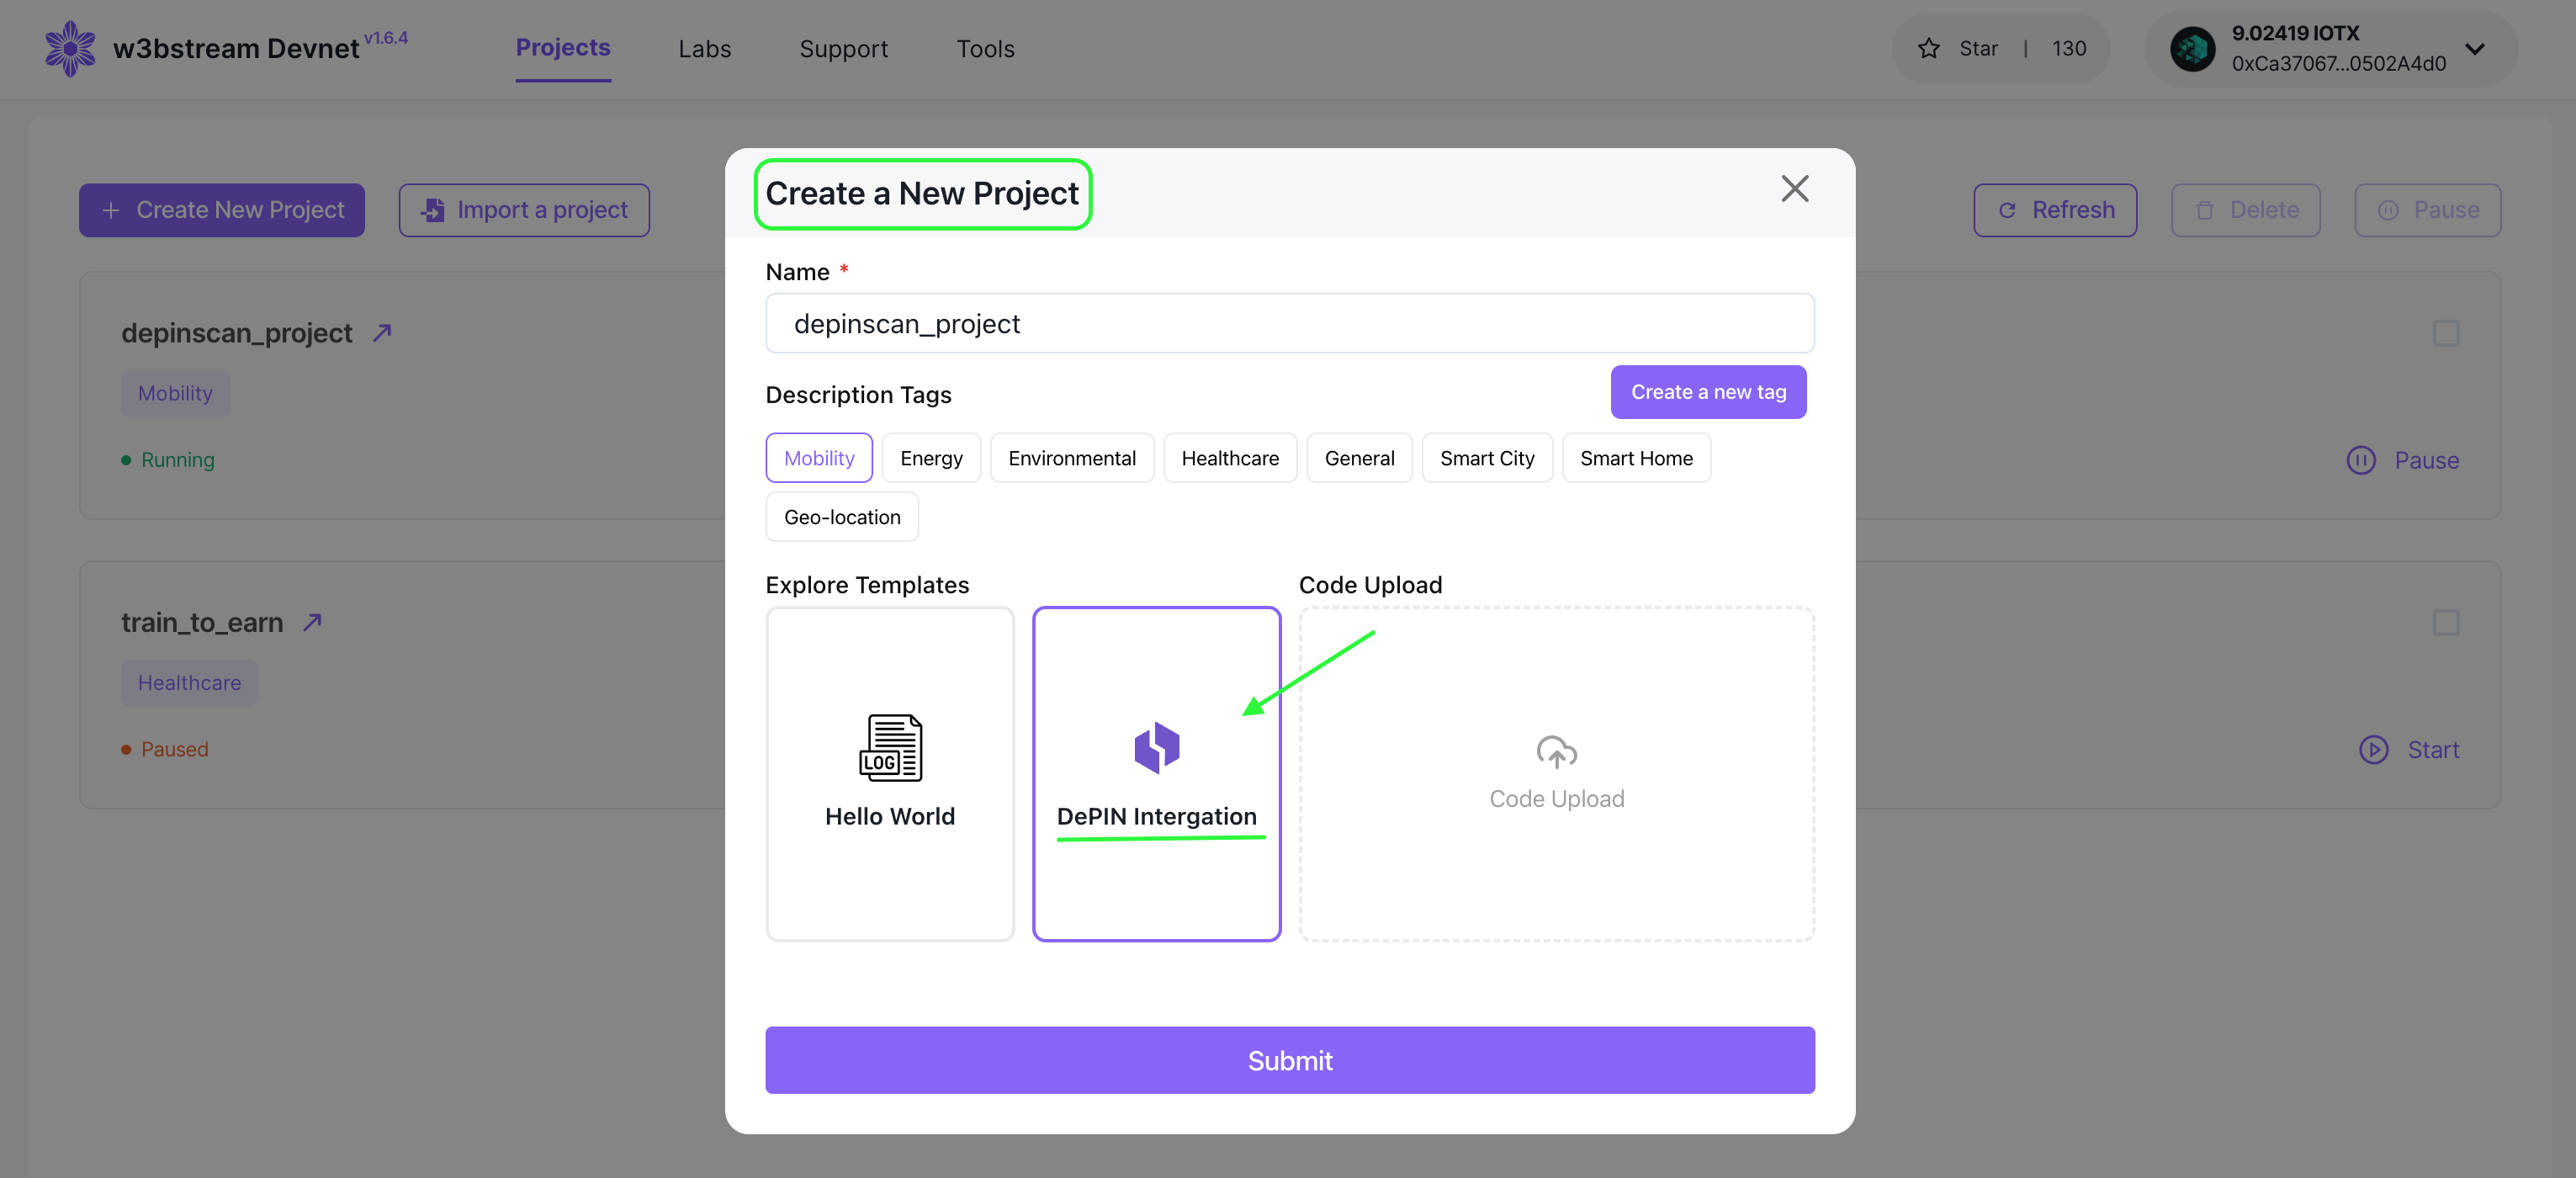 w3bstream Devnet v1.6.4 Projects Labs Support Tools Star | 130 9.02419 IOTX
0xCa37067...0502A4d0
Create New Project Import a project Refresh Delete Pause
depinscan_project
Mobility
Running
Pause
train_to_earn
Healthcare
Paused
Start
Create a New Project
Name *
depinscan_project
Description Tags Create a new tag
Mobility Energy Environmental Healthcare General Smart City Smart Home
Geo-location
Explore Templates Code Upload
LOG
Hello World DePIN Intergation Code Upload
Submit